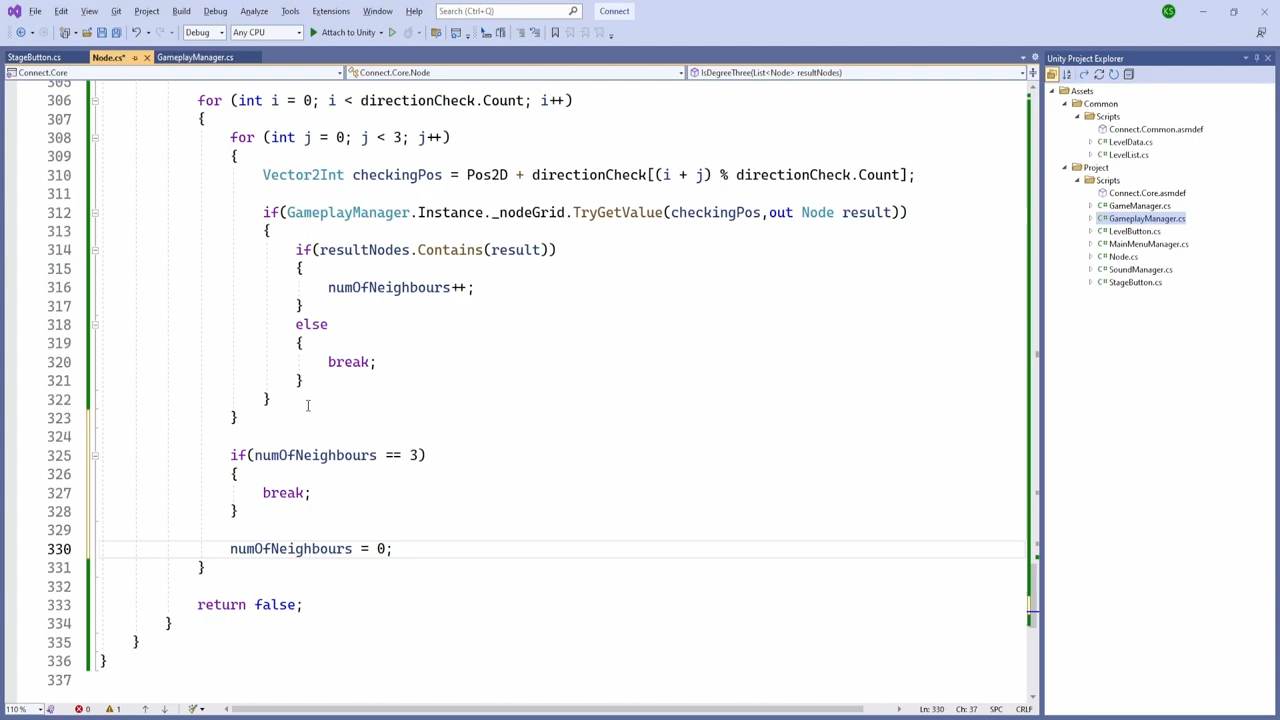 File Edit View Git Project Build Debug Analyze Tools Extensions Window Help Search (Ctrl+Q) Connect KS
Debug Any CPU Attach to Unity
StageButton.cs Node.cs* GameplayManager.cs
Connect.Core Connect.Core.Node IsDegreeThree(List<Node> resultNodes)
305
306 for (int i = 0; i < directionCheck.Count; i++)
307 {
308 for (int j = 0; j < 3; j++)
309 {
310 Vector2Int checkingPos = Pos2D + directionCheck[(i + j) % directionCheck.Count];
311
312 if(GameplayManager.Instance._nodeGrid.TryGetValue(checkingPos,out Node result))
313 {
314 if(resultNodes.Contains(result))
315 {
316 numOfNeighbours++;
317 }
318 else
319 {
320 break;
321 }
322 }
323 }
324
325 if(numOfNeighbours == 3)
326 {
327 break;
328 }
329
330 numOfNeighbours = 0;
331 }
332
333 return false;
334 }
335 }
336 }
337
110 % 0 1 Ln: 330 Ch: 37 SPC CRLF
Unity Project Explorer
Assets
Common
Scripts
Connect.Common.asmdef
C# LevelData.cs
C# LevelList.cs
Project
Scripts
Connect.Core.asmdef
C# GameManager.cs
C# GameplayManager.cs
C# LevelButton.cs
C# MainMenuManager.cs
C# Node.cs
C# SoundManager.cs
C# StageButton.cs